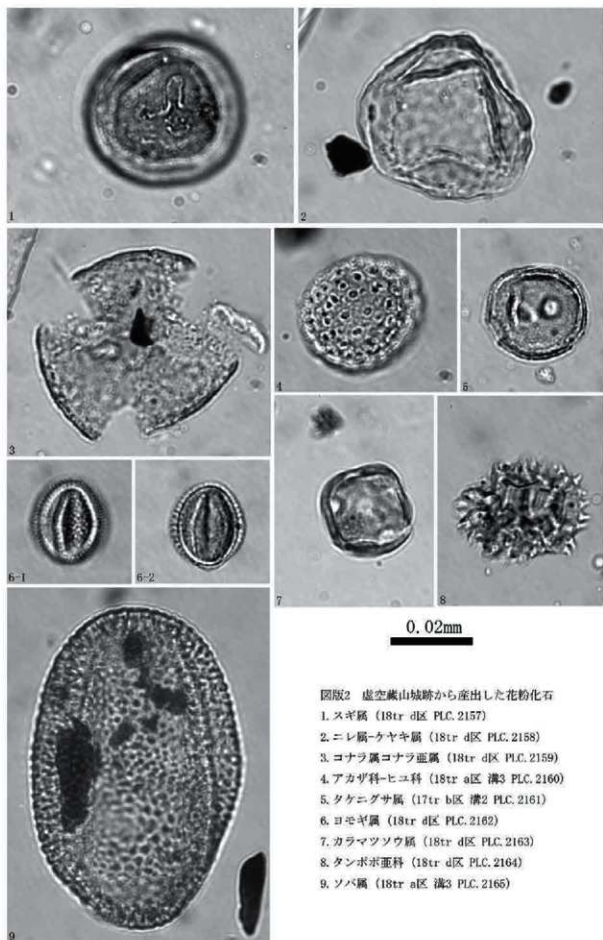 1
2
3
4
5
6-1
6-2
7
8
9
0.02mm
図版2 虚空蔵山城跡から産出した花粉化石
1. スギ属 (18tr d区 PLC.2157)
2. ニレ属-ケヤキ属 (18tr d区 PLC.2158)
3. コナラ属コナラ亜属 (18tr d区 PLC.2159)
4. アカザ科-ヒユ科 (18tr a区 溝3 PLC.2160)
5. タケニグサ属 (17tr b区 溝2 PLC.2161)
6. ヨモギ属 (18tr d区 PLC.2162)
7. カラマツソウ属 (18tr d区 PLC.2163)
8. タンポポ亜科 (18tr d区 PLC.2164)
9. ソバ属 (18tr a区 溝3 PLC.2165)